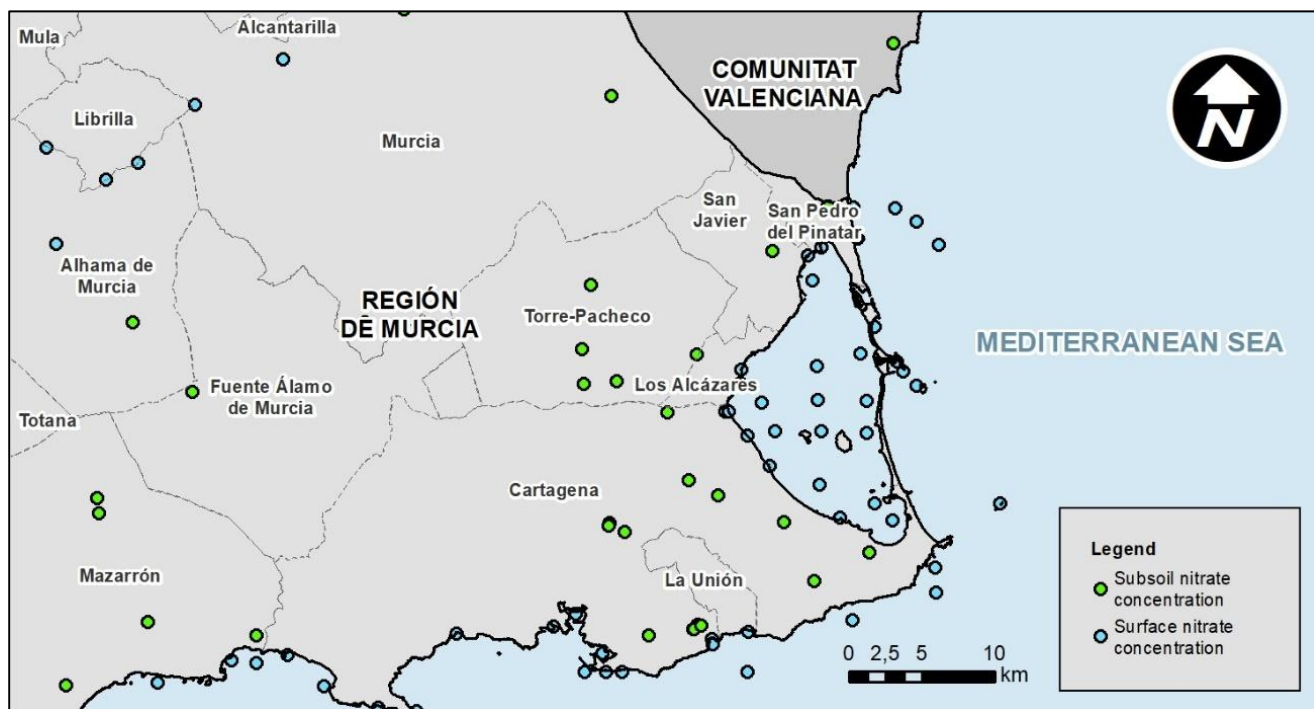 Mula
Alcantarilla
COMUNITAT
VALENCIANA
N
Librilla
Murcia
San
Javier
San Pedro
del Pinatar
Alhama de
Murcia
REGIÓN
DE MURCIA
Torre-Pacheco
MEDITERRANEAN SEA
Fuente Álamo
de Murcia
Los Alcázares
Totana
Cartagena
Mazarrón
La Unión
Legend
Subsoil nitrate
concentration
Surface nitrate
concentration
0 2,5 5 10
km